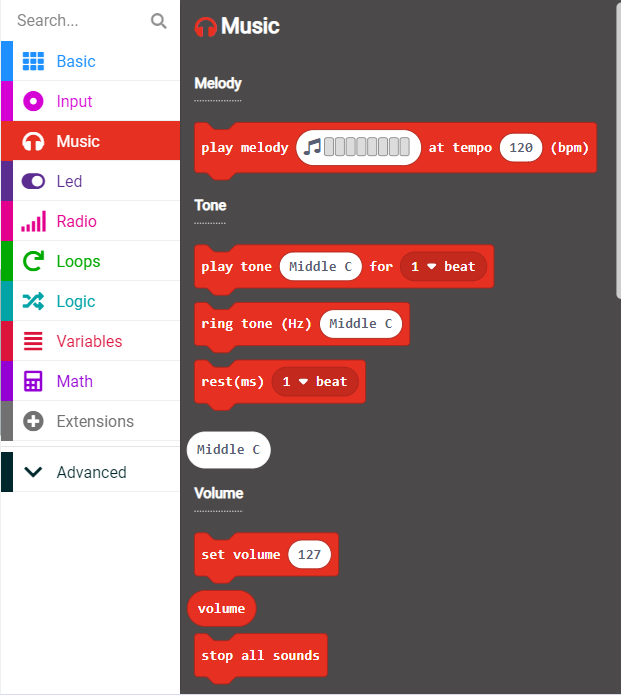 Search...
Basic
Input
Music
Led
Radio
Loops
Logic
Variables
Math
Extensions
Advanced
Music
Melody
play melody at tempo 120 (bpm)
Tone
play tone Middle C for 1 beat
ring tone (Hz) Middle C
rest(ms) 1 beat
Middle C
Volume
set volume 127
volume
stop all sounds